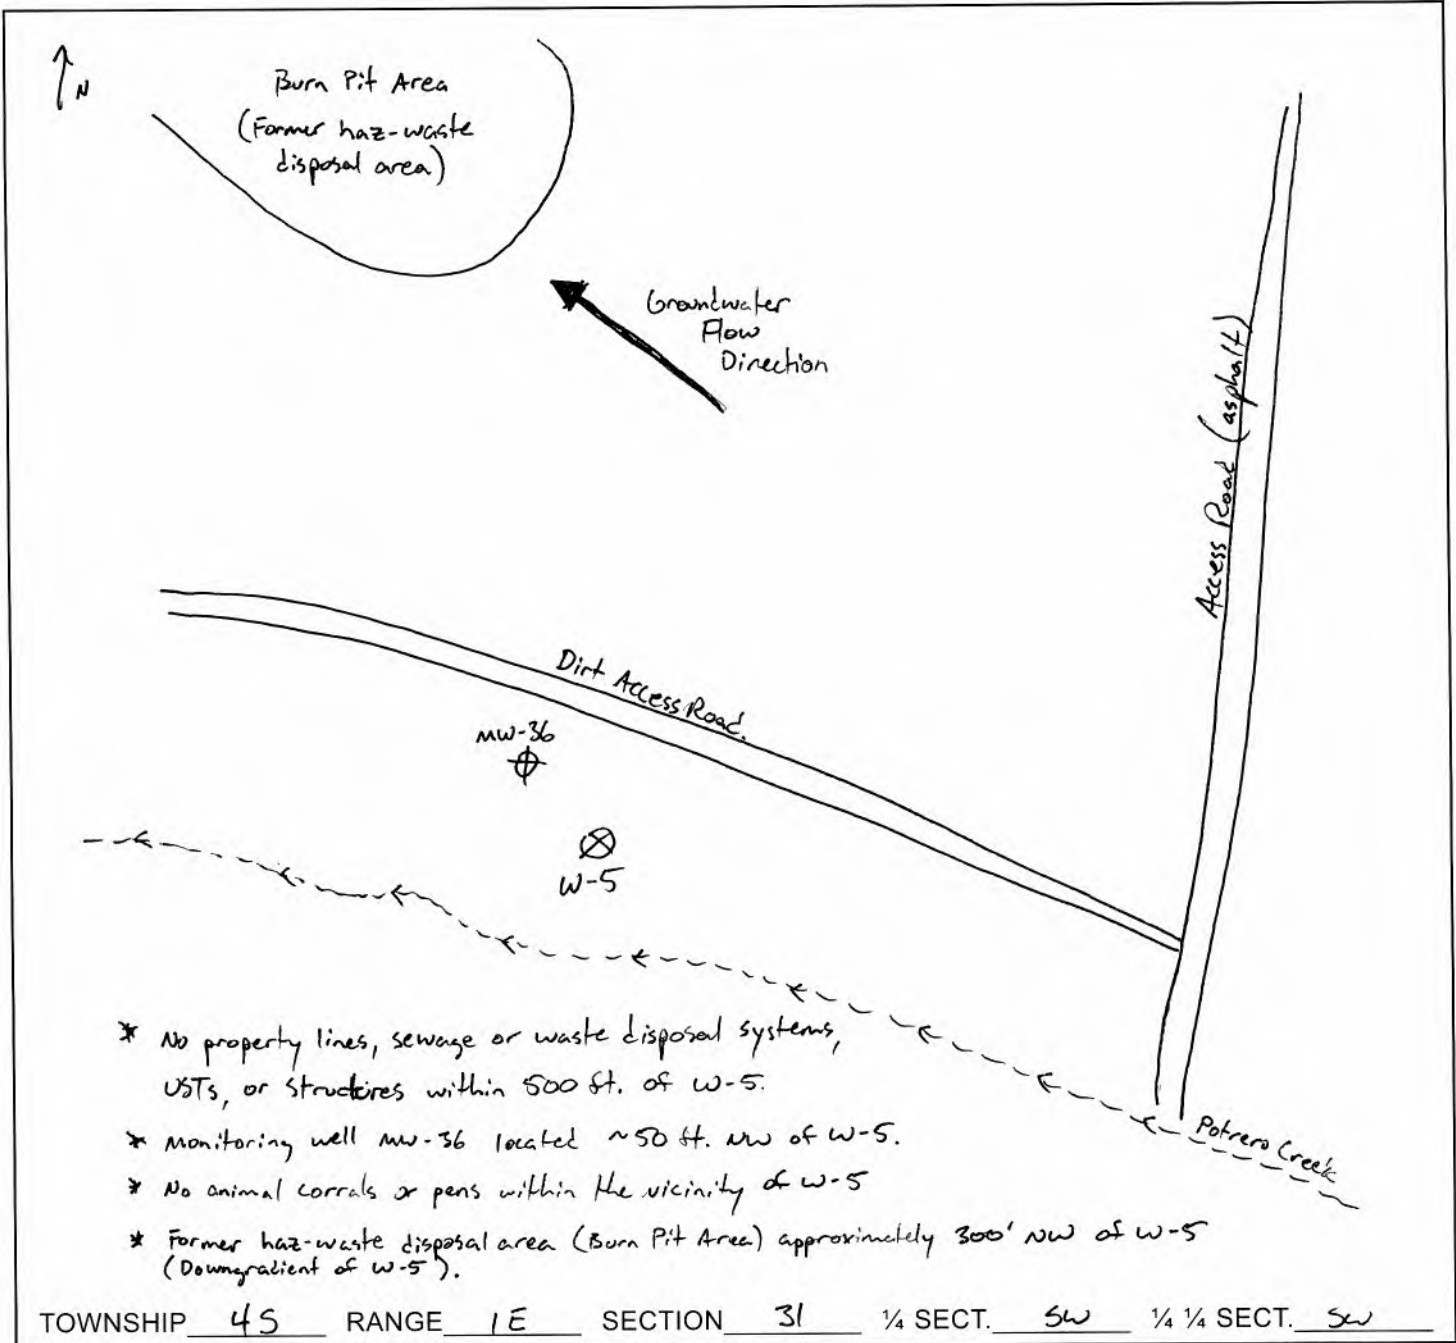 N
Burn Pit Area
(Former haz-waste
disposal area)
Groundwater
Flow
Direction
Access Road (asphalt)
Dirt Access Road.
MW-36
W-5
Potrero Creek
* No property lines, sewage or waste disposal systems,
USTs, or structures within 500 ft. of W-5.
* Monitoring well MW-36 located ~50 ft. NW of W-5.
* No animal corrals or pens within the vicinity of W-5
* Former haz-waste disposal area (Burn Pit Area) approximately 300' NW of W-5
(Downgradient of W-5).
TOWNSHIP 4S RANGE 1E SECTION 31 ¼ SECT. SW ¼ ¼ SECT. SW